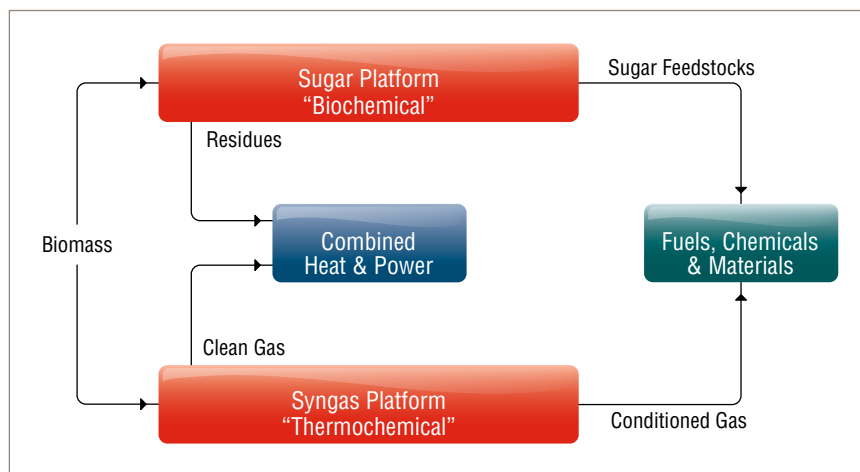 Sugar Platform
“Biochemical”
Sugar Feedstocks
Residues
Biomass
Combined
Heat & Power
Fuels, Chemicals
& Materials
Clean Gas
Syngas Platform
“Thermochemical”
Conditioned Gas